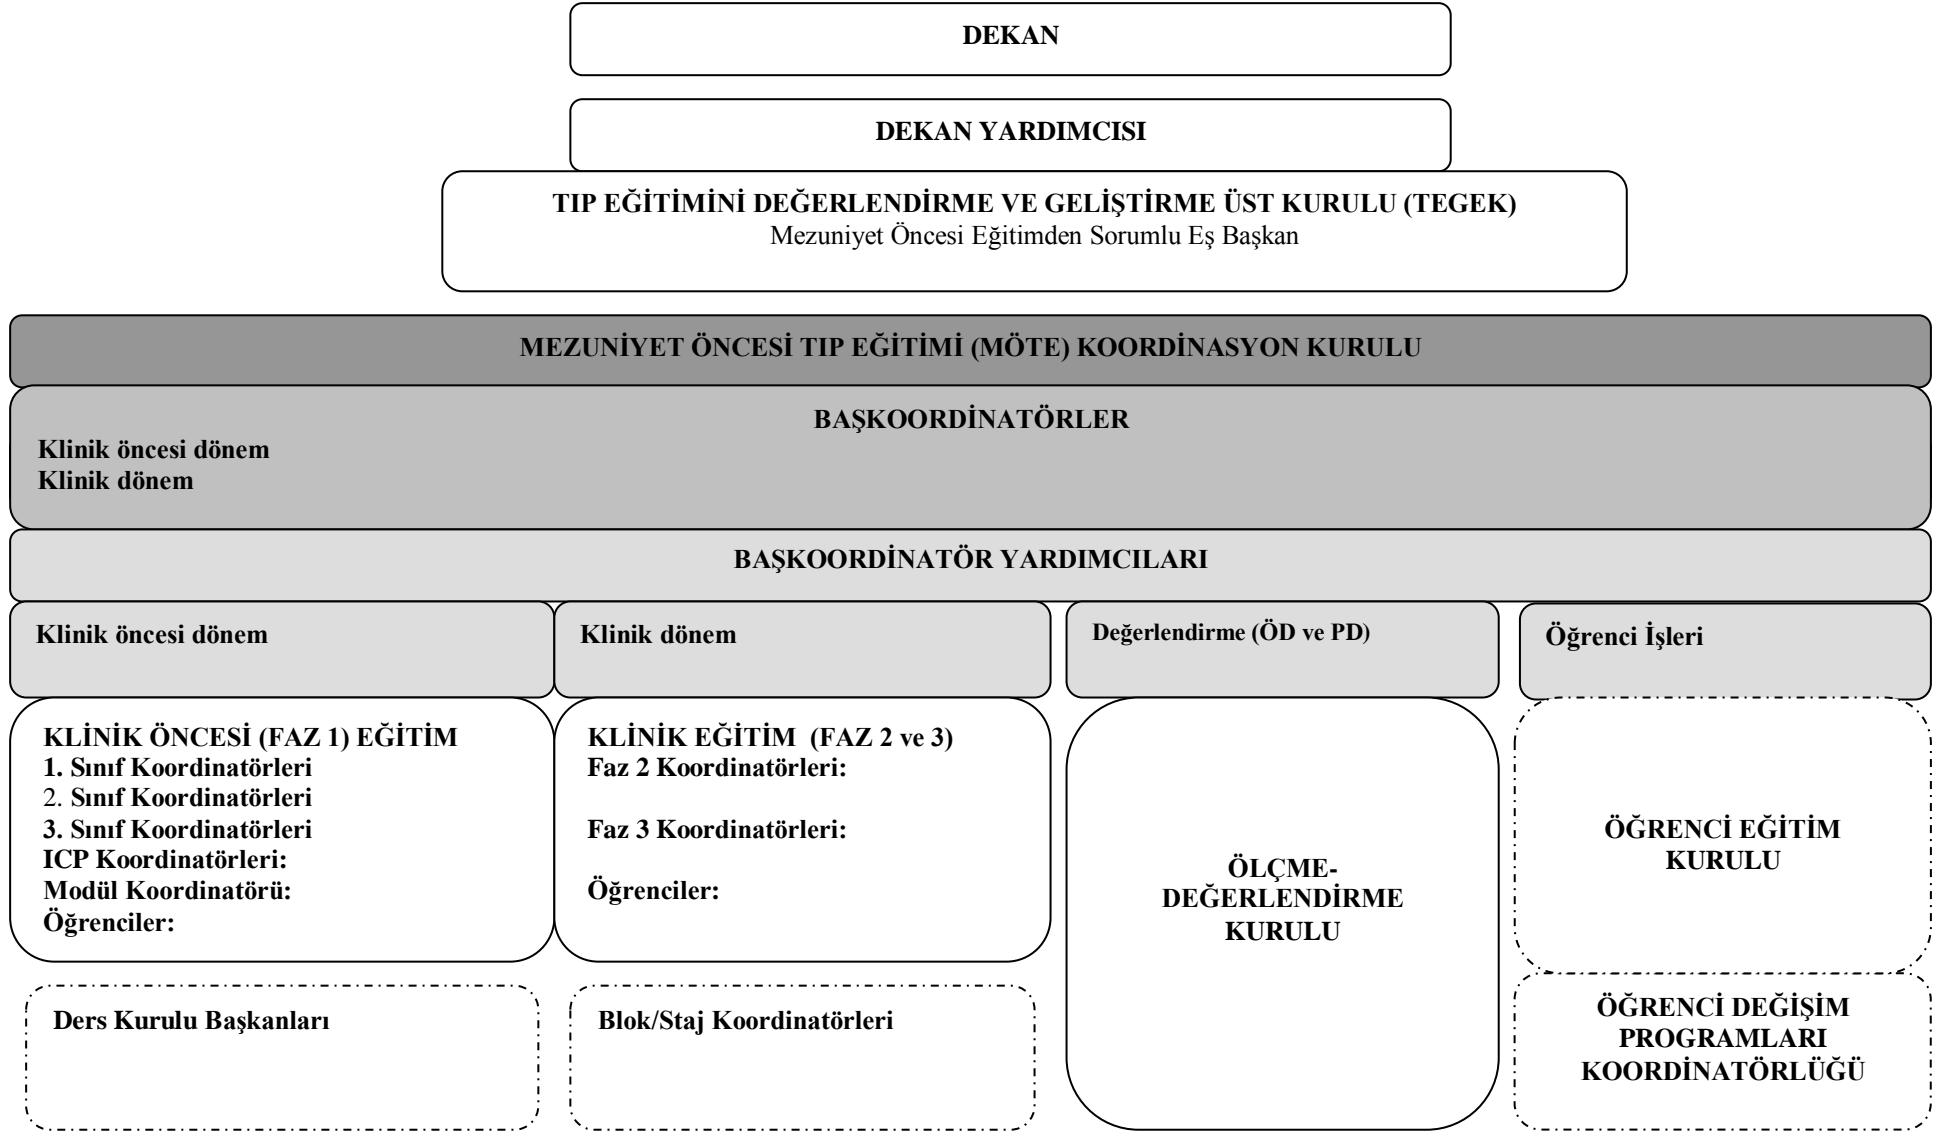 DEKAN
DEKAN YARDIMCISI
TIP EĞİTİMİNİ DEĞERLENDİRME VE GELİŞTİRME ÜST KURULU (TEGEK)
Mezuniyet Öncesi Eğitimden Sorumlu Eş Başkan
MEZUNİYET ÖNCESİ TIP EĞİTİMİ (MÖTE) KOORDİNASYON KURULU
BAŞKOORDİNATÖRLER
Klinik öncesi dönem
Klinik dönem
BAŞKOORDİNATÖR YARDIMCILARI
Klinik öncesi dönem
Klinik dönem
Değerlendirme (ÖD ve PD)
Öğrenci İşleri
KLİNİK ÖNCESİ (FAZ 1) EĞİTİM
1. Sınıf Koordinatörleri
2. Sınıf Koordinatörleri
3. Sınıf Koordinatörleri
ICP Koordinatörleri:
Modül Koordinatörü:
Öğrenciler:
KLİNİK EĞİTİM (FAZ 2 ve 3)
Faz 2 Koordinatörleri:
Faz 3 Koordinatörleri:
Öğrenciler:
ÖLÇME-
DEĞERLENDİRME
KURULU
ÖĞRENCİ EĞİTİM
KURULU
Ders Kurulu Başkanları
Blok/Staj Koordinatörleri
ÖĞRENCİ DEĞİŞİM
PROGRAMLARI
KOORDİNATÖRLÜĞÜ